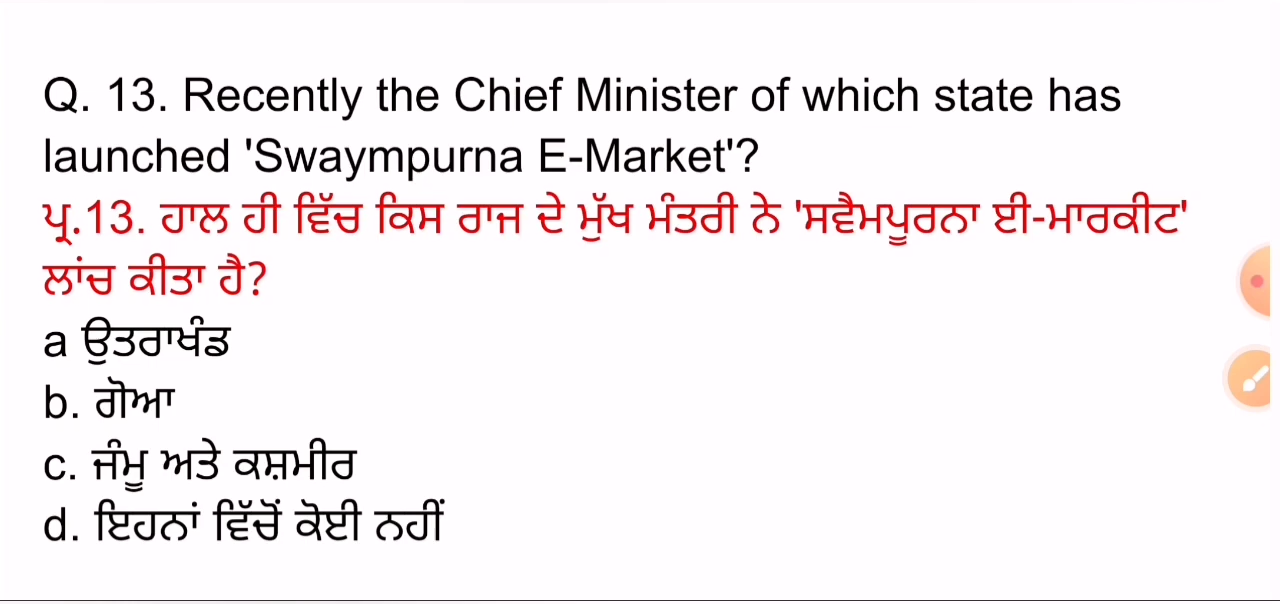 Q. 13. Recently the Chief Minister of which state has
launched 'Swaympurna E-Market'?
ਪ੍ਰ.13. ਹਾਲ ਹੀ ਵਿੱਚ ਕਿਸ ਰਾਜ ਦੇ ਮੁੱਖ ਮੰਤਰੀ ਨੇ 'ਸਵੈਮਪੂਰਨਾ ਈ-ਮਾਰਕੀਟ'
ਲਾਂਚ ਕੀਤਾ ਹੈ?
a ਉਤਰਾਖੰਡ
b. ਗੋਆ
c. ਜੰਮੂ ਅਤੇ ਕਸ਼ਮੀਰ
d. ਇਹਨਾਂ ਵਿੱਚੋਂ ਕੋਈ ਨਹੀਂ